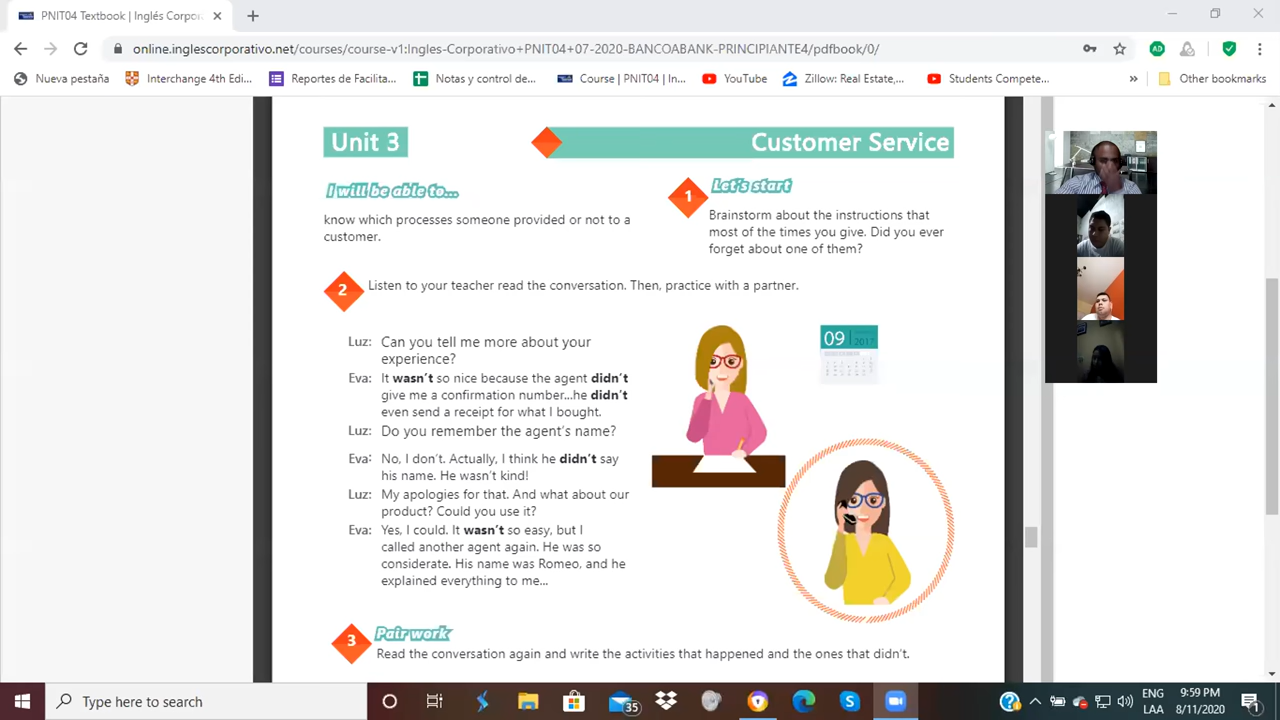 PNIT04 Textbook | Inglés Corpor
online.inglescorporativo.net/courses/course-v1:Ingles-Corporativo+PNIT04+07-2020-BANCOABANK-PRINCIPIANTE4/pdfbook/0/
Nueva pestaña
Interchange 4th Edi...
Reportes de Facilita...
Notas y control de...
Course | PNIT04 | In...
YouTube
Zillow: Real Estate,...
Students Compete...
»
Other bookmarks
Unit 3
Customer Service
I will be able to...
know which processes someone provided or not to a
customer.
1
Let's start
Brainstorm about the instructions that
most of the times you give. Did you ever
forget about one of them?
2
Listen to your teacher read the conversation. Then, practice with a partner.
Luz: Can you tell me more about your
experience?
Eva: It wasn't so nice because the agent didn't
give me a confirmation number...he didn't
even send a receipt for what I bought.
Luz: Do you remember the agent's name?
Eva: No, I don't. Actually, I think he didn't say
his name. He wasn't kind!
Luz: My apologies for that. And what about our
product? Could you use it?
Eva: Yes, I could. It wasn't so easy, but I
called another agent again. He was so
considerate. His name was Romeo, and he
explained everything to me...
09
2017
3
Pair work
Read the conversation again and write the activities that happened and the ones that didn't.
Type here to search
35
ENG
LAA
9:59 PM
8/11/2020
1